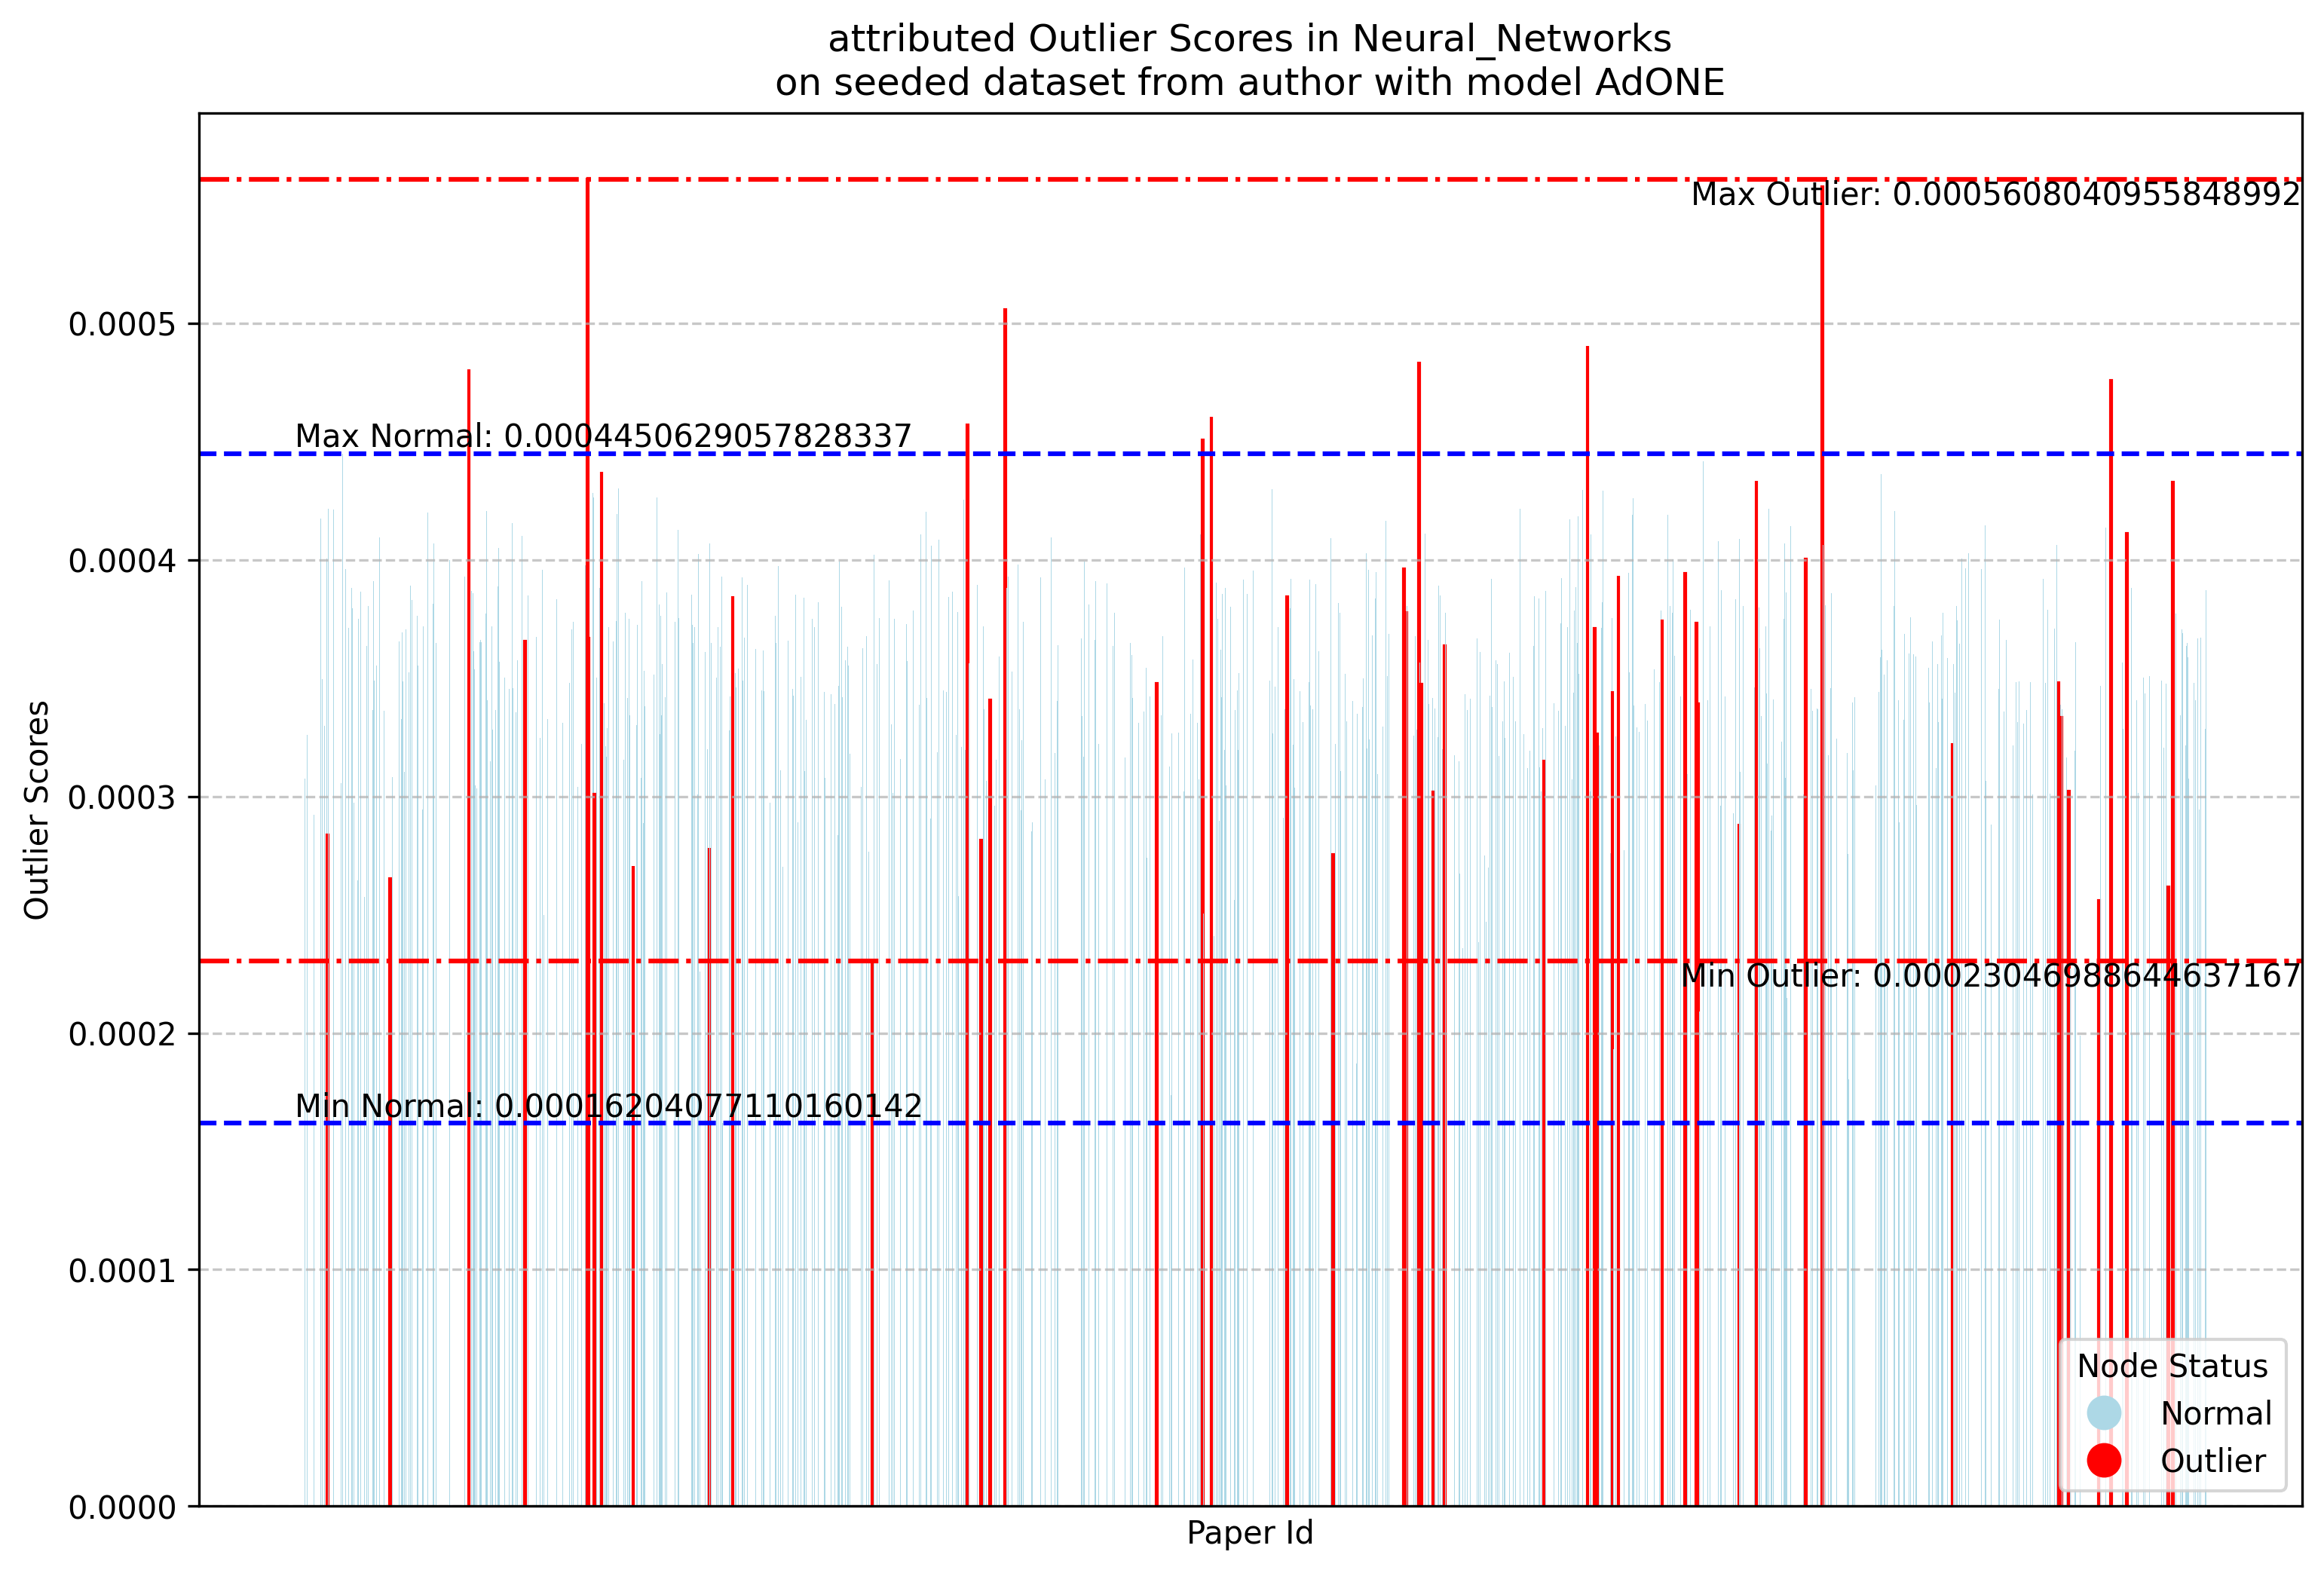 attributed Outlier Scores in Neural_Networks
on seeded dataset from author with model AdONE
Max Outlier: 0.0005608040955848992
0.0005
Max Normal: 0.0004450629057828337
0.0004
0.0003
Outlier Scores
Min Outlier: 0.00023046988644637167
0.0002
Min Normal: 0.00016204077110160142
0.0001
Node Status
Normal
Outlier
0.0000
Paper Id